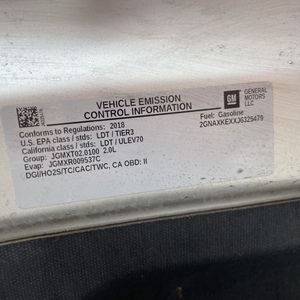 VEHICLE EMISSION
CONTROL INFORMATION
Conforms to Regulations: 2018
U.S. EPA class / stds: LDT / TIER3
California class / stds: LDT / ULEV70
Group: JGMXT02.0100 2.0L
Evap: JGMXR009537C
DGI/HO2S/TC/CAC/TWC, CA OBD: II
GM
GENERAL
MOTORS
LLC
Fuel: Gasoline
2GNAXKEXXJ6325479